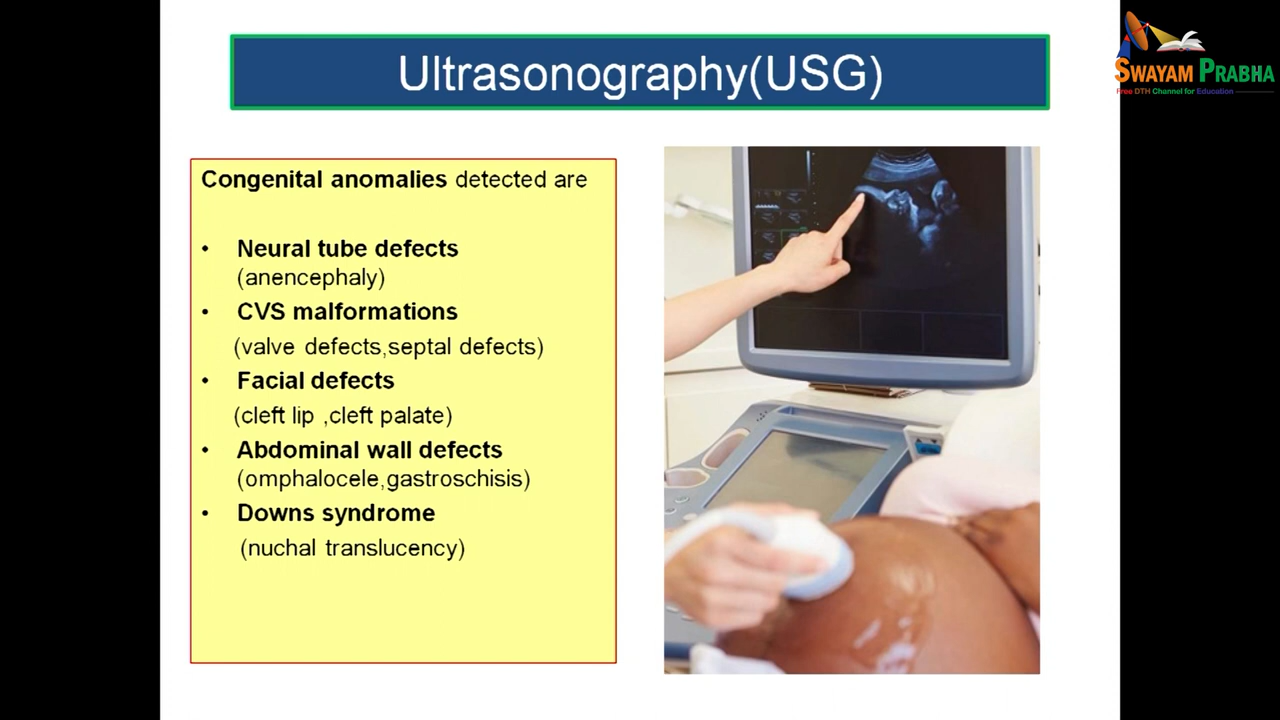 Ultrasonography(USG)
SWAYAM PRABHA
Free DTH Channel for Education
Congenital anomalies detected are
• Neural tube defects
(anencephaly)
• CVS malformations
(valve defects,septal defects)
• Facial defects
(cleft lip ,cleft palate)
• Abdominal wall defects
(omphalocele,gastroschisis)
• Downs syndrome
(nuchal translucency)